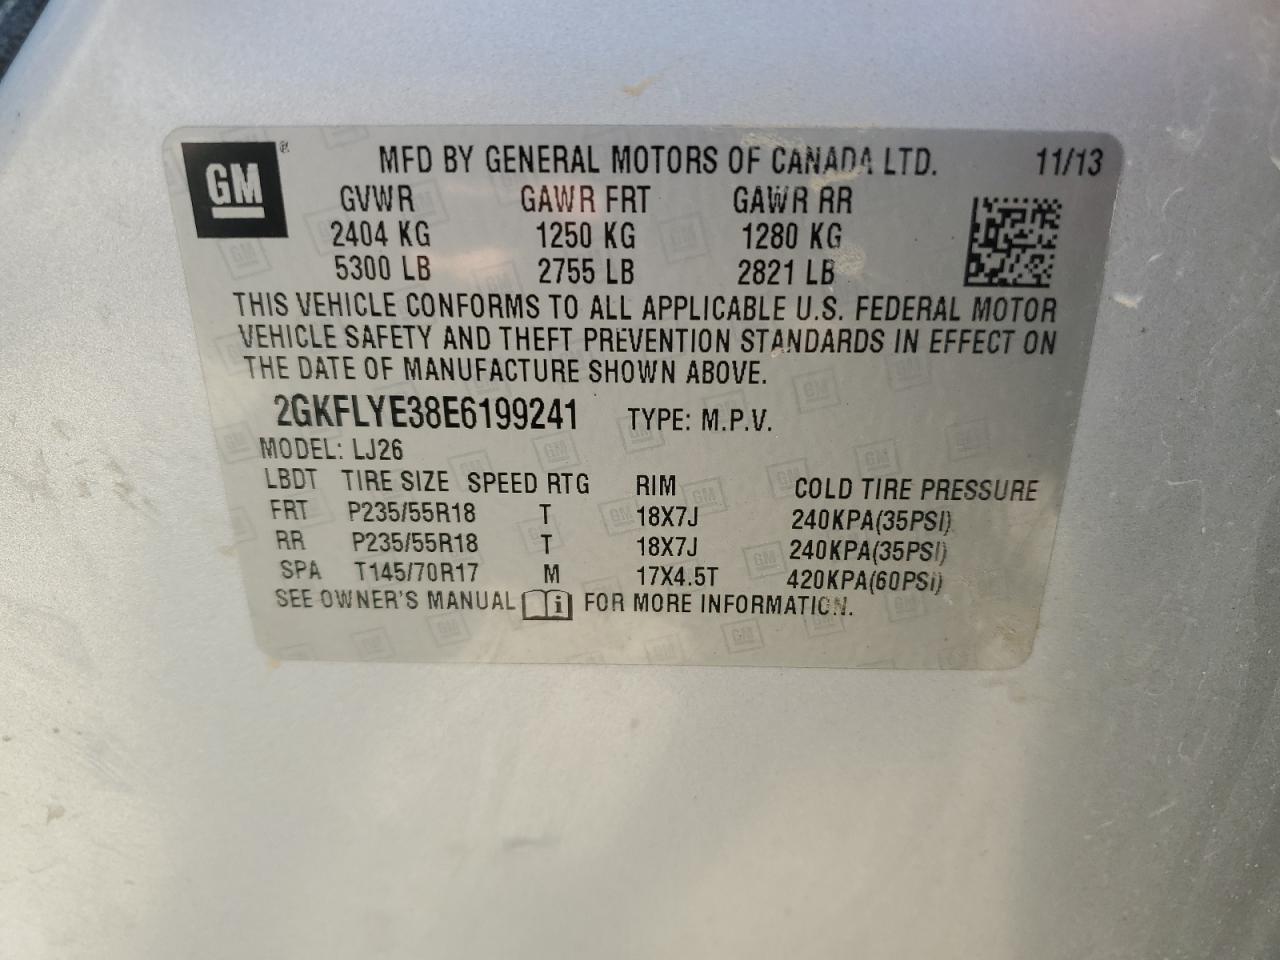 GM ® MFD BY GENERAL MOTORS OF CANADA LTD. 11/13
GVWR GAWR FRT GAWR RR
2404 KG 1250 KG 1280 KG
5300 LB 2755 LB 2821 LB
THIS VEHICLE CONFORMS TO ALL APPLICABLE U.S. FEDERAL MOTOR
VEHICLE SAFETY AND THEFT PREVENTION STANDARDS IN EFFECT ON
THE DATE OF MANUFACTURE SHOWN ABOVE.
2GKFLYE38E6199241 TYPE: M.P.V.
MODEL: LJ26
LBDT TIRE SIZE SPEED RTG RIM COLD TIRE PRESSURE
FRT P235/55R18 T 18X7J 240KPA(35PSI)
RR P235/55R18 T 18X7J 240KPA(35PSI)
SPA T145/70R17 M 17X4.5T 420KPA(60PSI)
SEE OWNER'S MANUAL i FOR MORE INFORMATION.